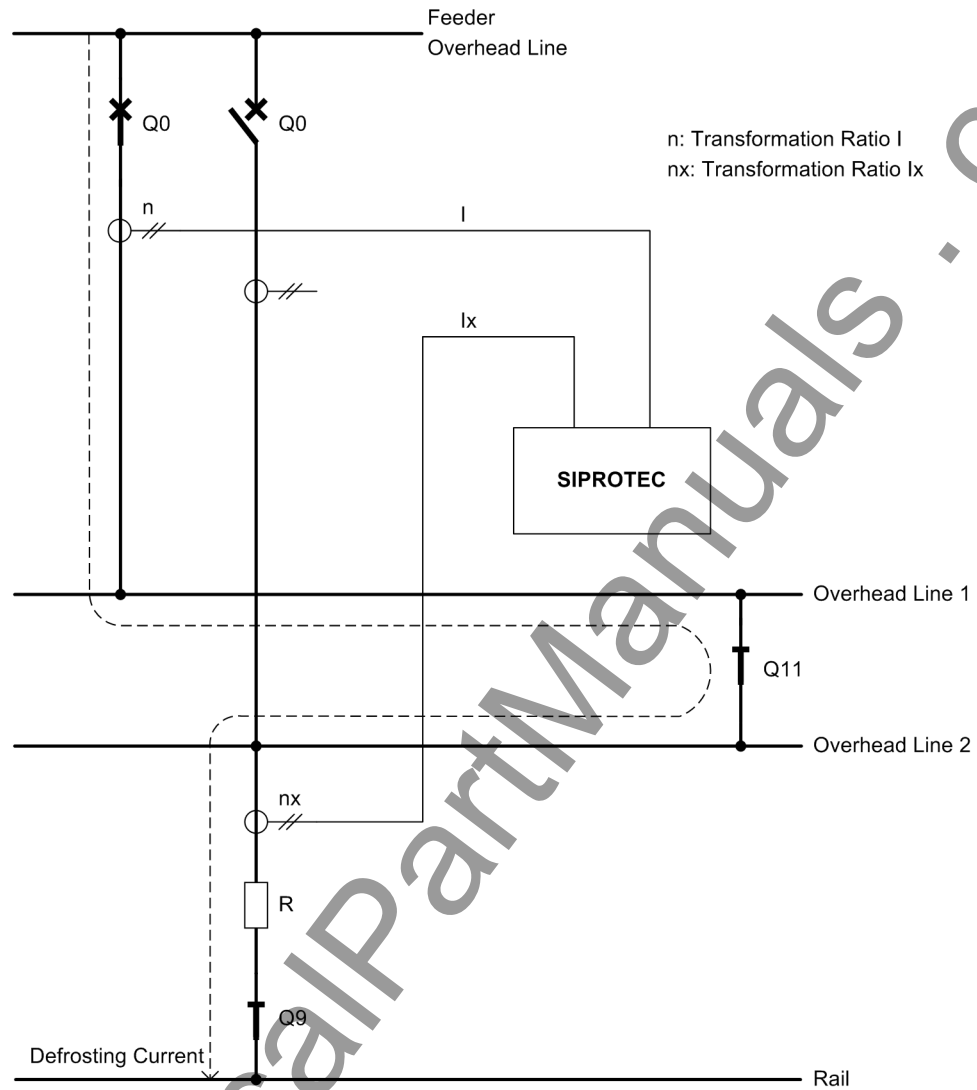 Feeder
Overhead Line
Q0
Q0
n: Transformation Ratio I
nx: Transformation Ratio Ix
n
I
Ix
SIPROTEC
Overhead Line 1
Q11
Overhead Line 2
nx
R
Q9
Defrosting Current
Rail
alPartManuals . c